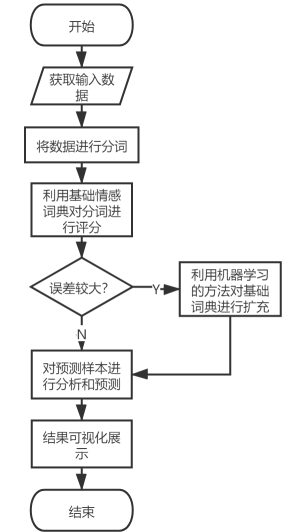 开始
获取输入数
据
将数据进行分词
利用基础情感
词典对分词进
行评分
误差较大?
Y
利用机器学习
的方法对基础
词典进行扩充
N
对预测样本进
行分析和预测
结果可视化展
示
结束